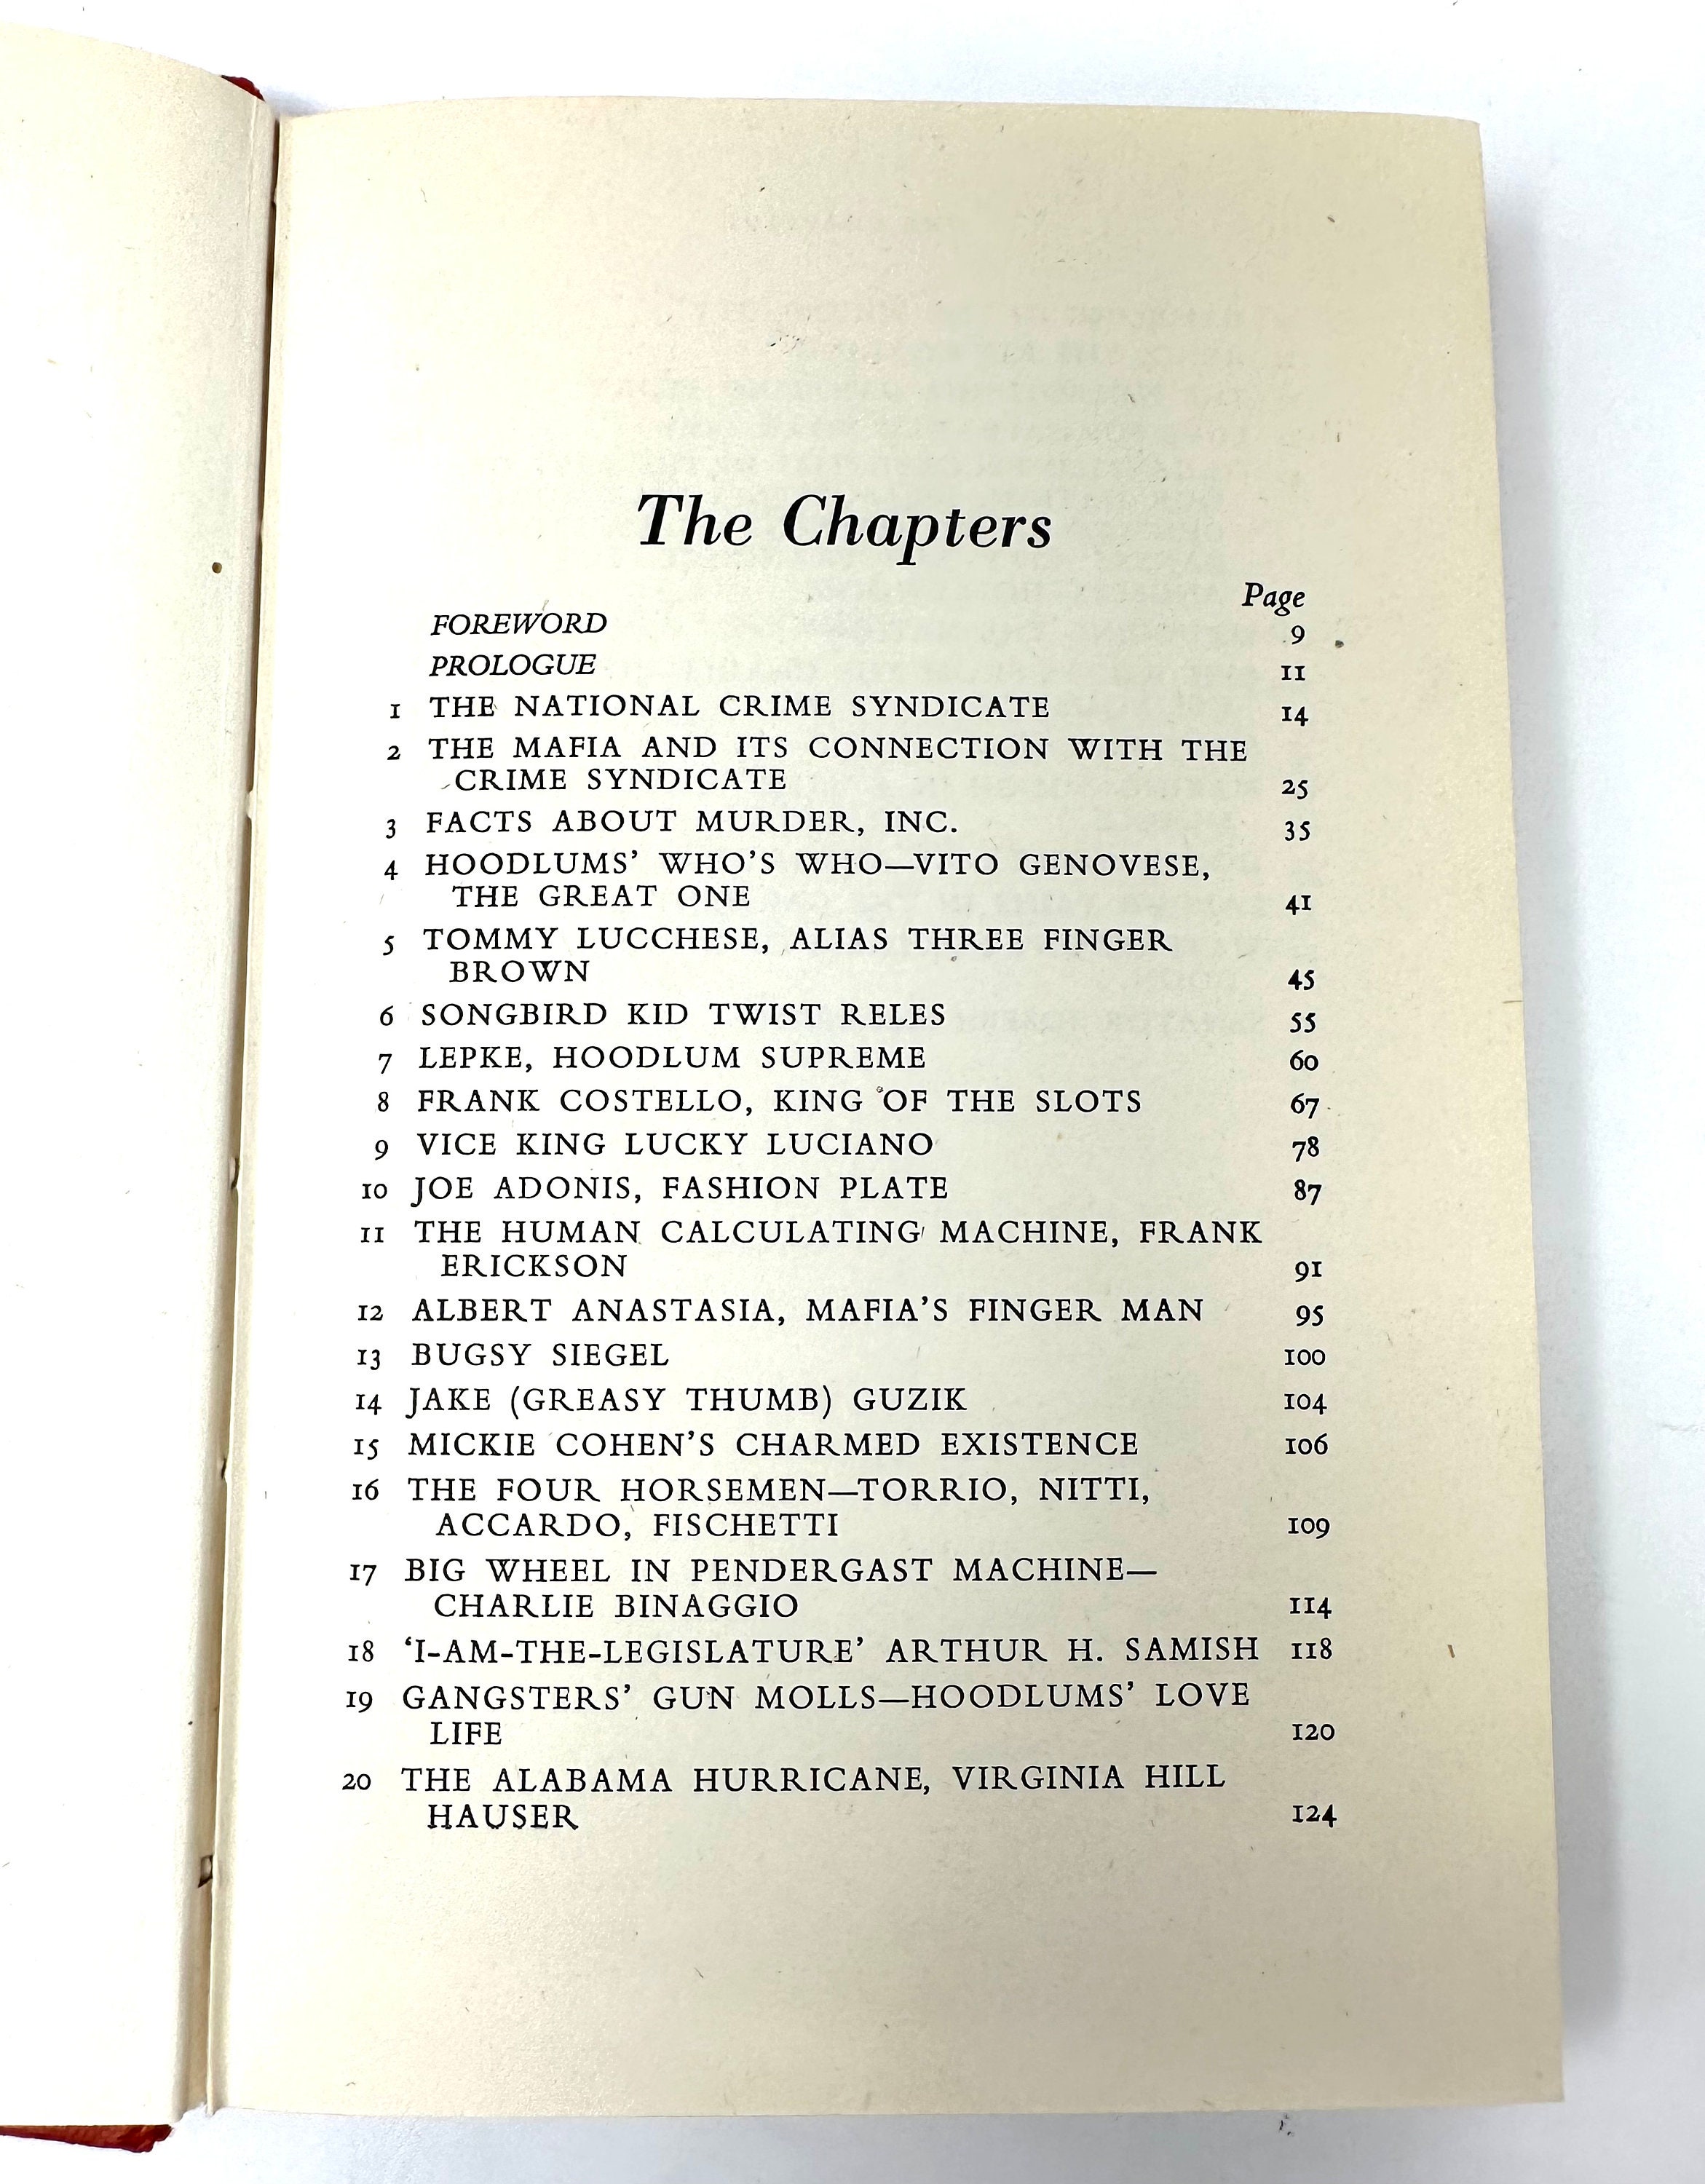 The Chapters
Page
FOREWORD 9
PROLOGUE 11
1 THE NATIONAL CRIME SYNDICATE 14
2 THE MAFIA AND ITS CONNECTION WITH THE
CRIME SYNDICATE 25
3 FACTS ABOUT MURDER, INC. 35
4 HOODLUMS’ WHO’S WHO—VITO GENOVESE,
THE GREAT ONE 41
5 TOMMY LUCCHESE, ALIAS THREE FINGER
BROWN 45
6 SONGBIRD KID TWIST RELES 55
7 LEPKE, HOODLUM SUPREME 60
8 FRANK COSTELLO, KING OF THE SLOTS 67
9 VICE KING LUCKY LUCIANO 78
10 JOE ADONIS, FASHION PLATE 87
11 THE HUMAN CALCULATING MACHINE, FRANK
ERICKSON 91
12 ALBERT ANASTASIA, MAFIA’S FINGER MAN 95
13 BUGSY SIEGEL 100
14 JAKE (GREASY THUMB) GUZIK 104
15 MICKIE COHEN’S CHARMED EXISTENCE 106
16 THE FOUR HORSEMEN—TORRIO, NITTI,
ACCARDO, FISCHETTI 109
17 BIG WHEEL IN PENDERGAST MACHINE—
CHARLIE BINAGGIO 114
18 ‘I-AM-THE-LEGISLATURE’ ARTHUR H. SAMISH 118
19 GANGSTERS’ GUN MOLLS—HOODLUMS’ LOVE
LIFE 120
20 THE ALABAMA HURRICANE, VIRGINIA HILL
HAUSER 124